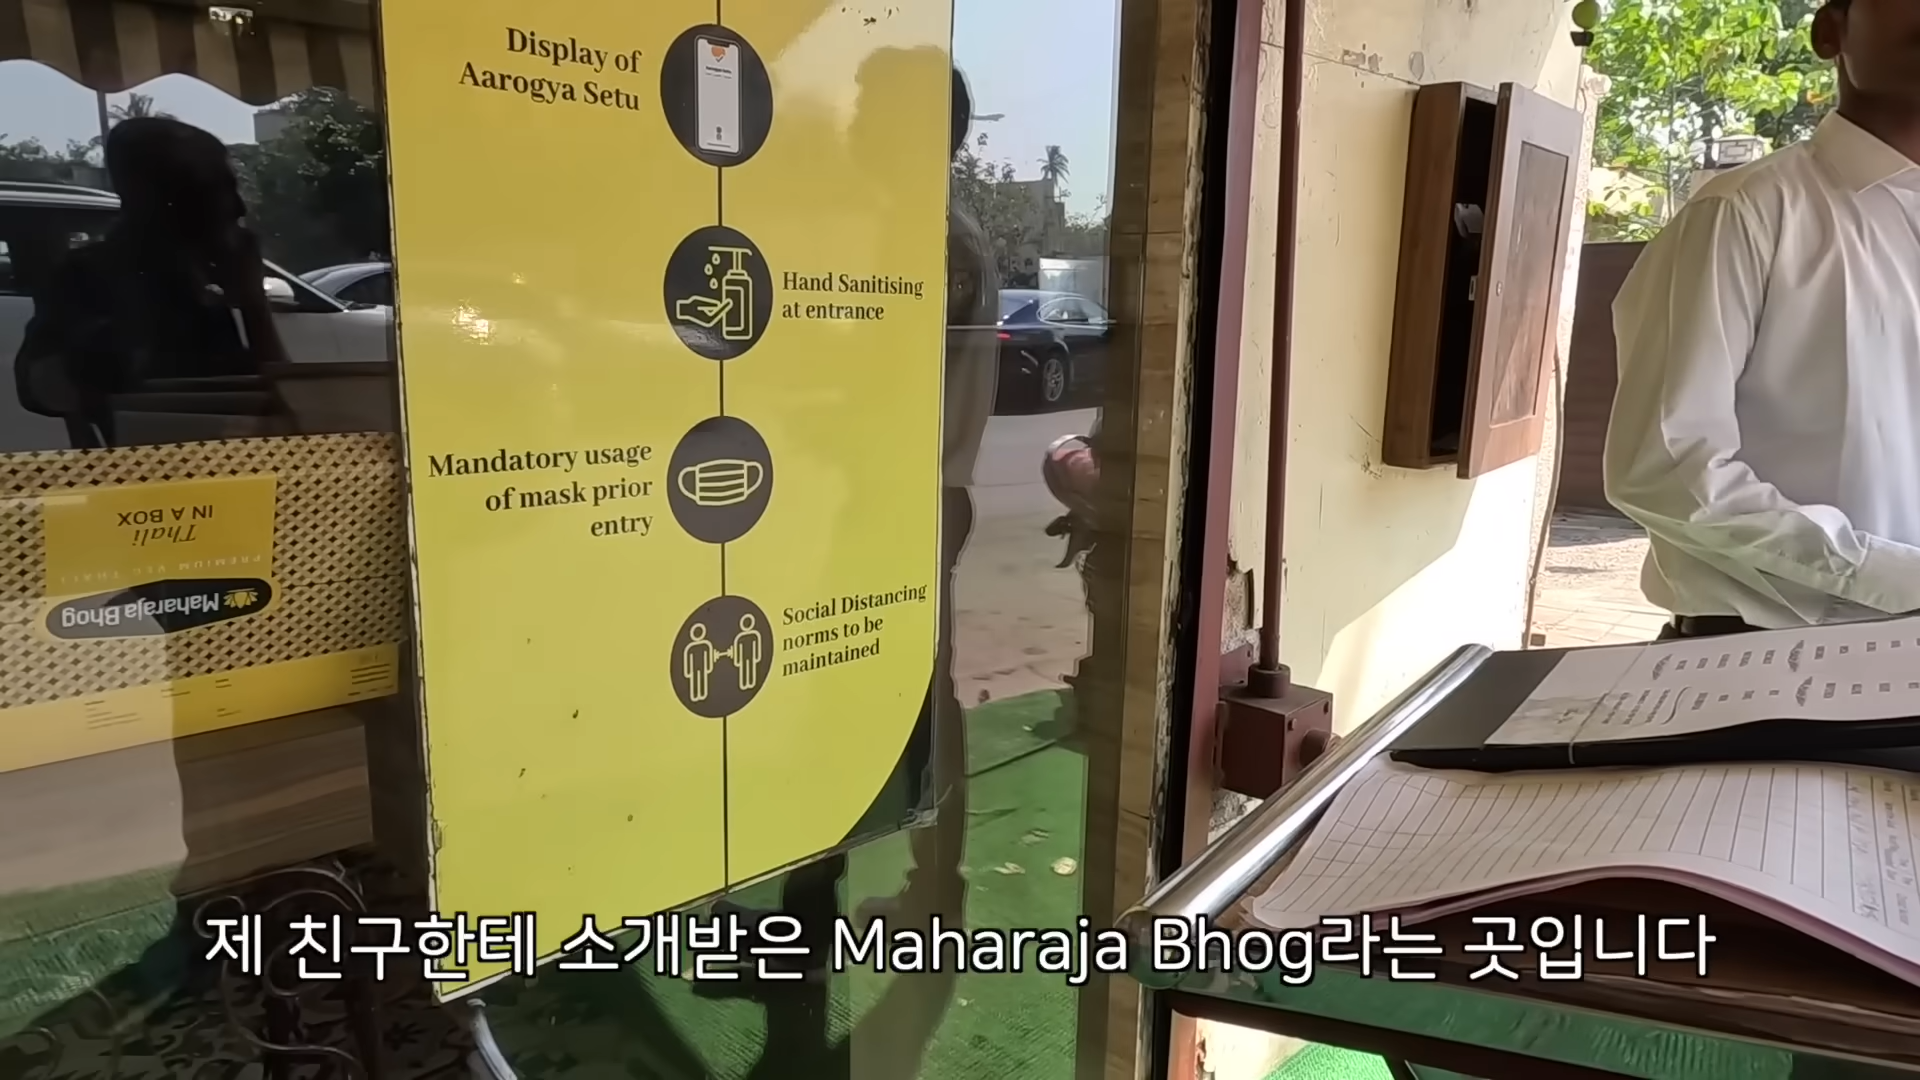 Display of
Aarogya Setu
Hand Sanitising
at entrance
Mandatory usage
of mask prior
entry
Social Distancing
norms to be
maintained
Maharaja Bhog
PREMIUM VEG THALI
Thali
IN A BOX
제 친구한테 소개받은 Maharaja Bhog라는 곳입니다